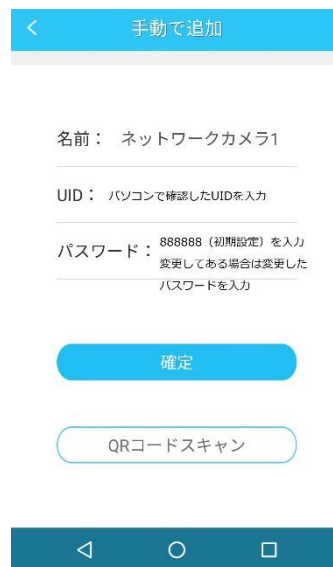 手動で追加
名前： ネットワークカメラ1
UID： パソコンで確認したUIDを入力
パスワード： 888888（初期設定）を入力
変更してある場合は変更した
パスワードを入力
確定
QRコードスキャン